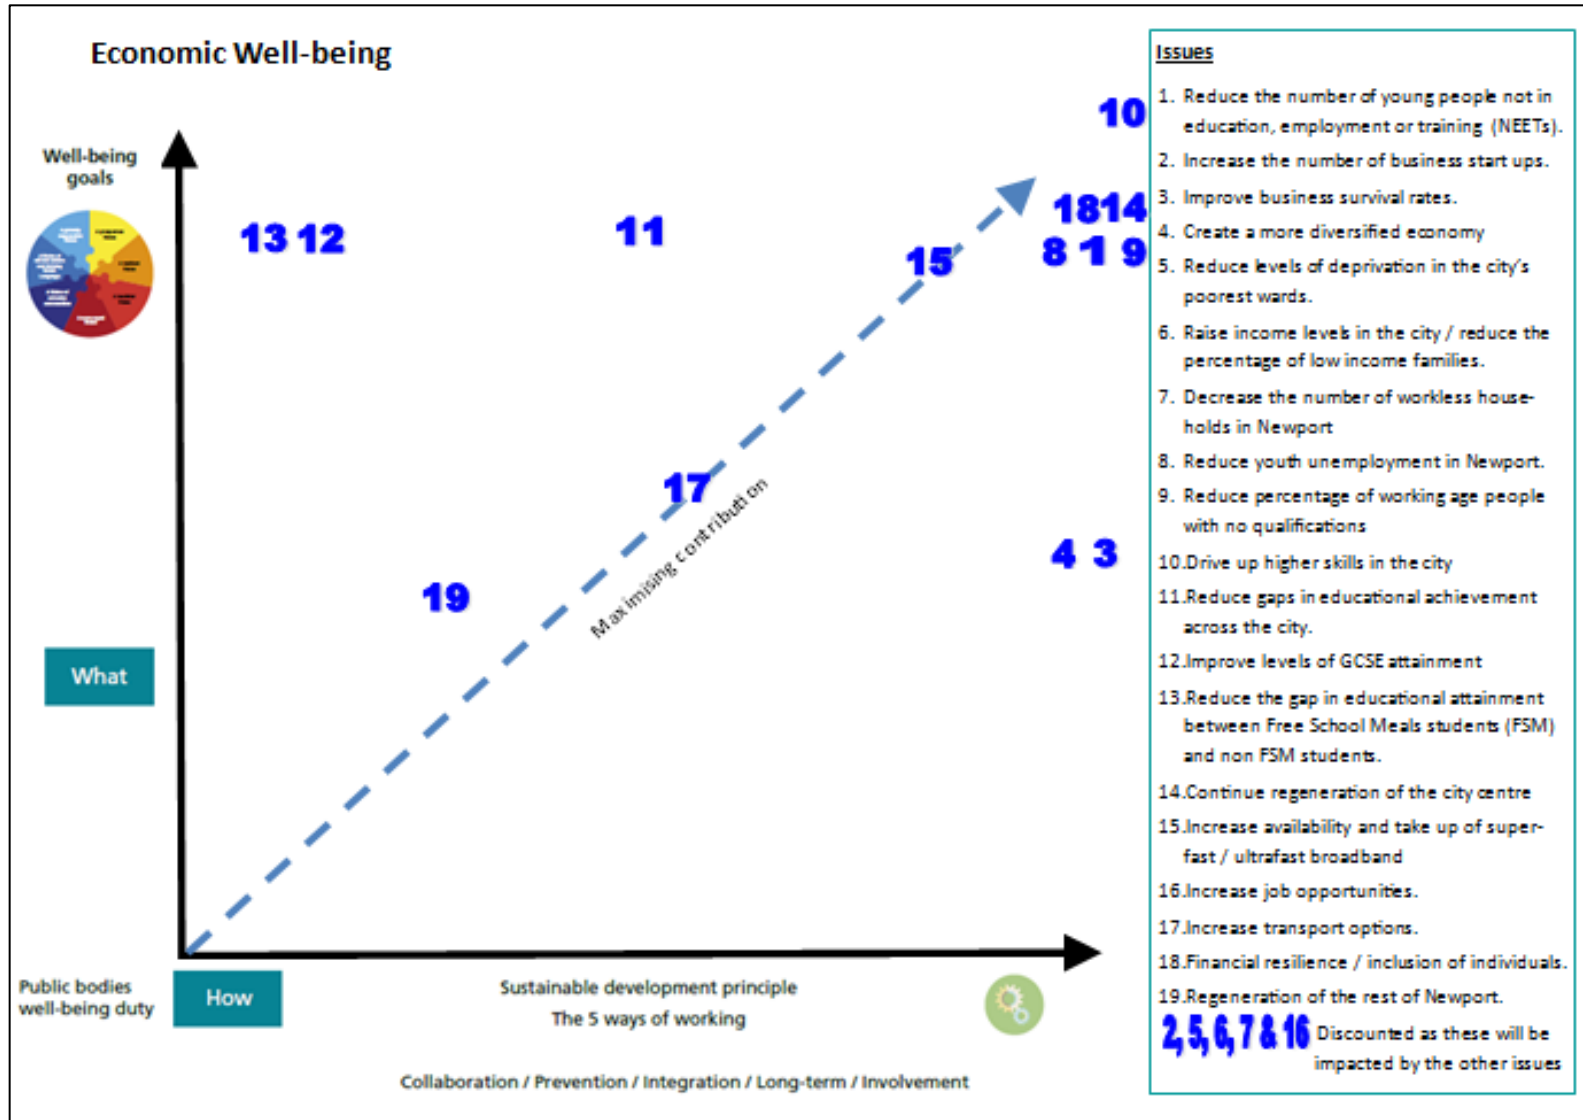 Economic Well-being
Well-being
goals
10
13 12
11
18 14
15
8 1 9
17
4 3
19
Maximising contribution
What
Public bodies
well-being duty
How
Sustainable development principle
The 5 ways of working
Collaboration / Prevention / Integration / Long-term / Involvement
Issues
1. Reduce the number of young people not in
education, employment or training (NEETs).
2. Increase the number of business start ups.
3. Improve business survival rates.
4. Create a more diversified economy
5. Reduce levels of deprivation in the city's
poorest wards.
6. Raise income levels in the city / reduce the
percentage of low income families.
7. Decrease the number of workless house-
holds in Newport
8. Reduce youth unemployment in Newport.
9. Reduce percentage of working age people
with no qualifications
10.Drive up higher skills in the city
11.Reduce gaps in educational achievement
across the city.
12.Improve levels of GCSE attainment
13.Reduce the gap in educational attainment
between Free School Meals students (FSM)
and non FSM students.
14.Continue regeneration of the city centre
15.Increase availability and take up of super-
fast / ultrafast broadband
16.Increase job opportunities.
17.Increase transport options.
18.Financial resilience / inclusion of individuals.
19.Regeneration of the rest of Newport.
2, 5, 6, 7 & 16 Discounted as these will be
impacted by the other issues